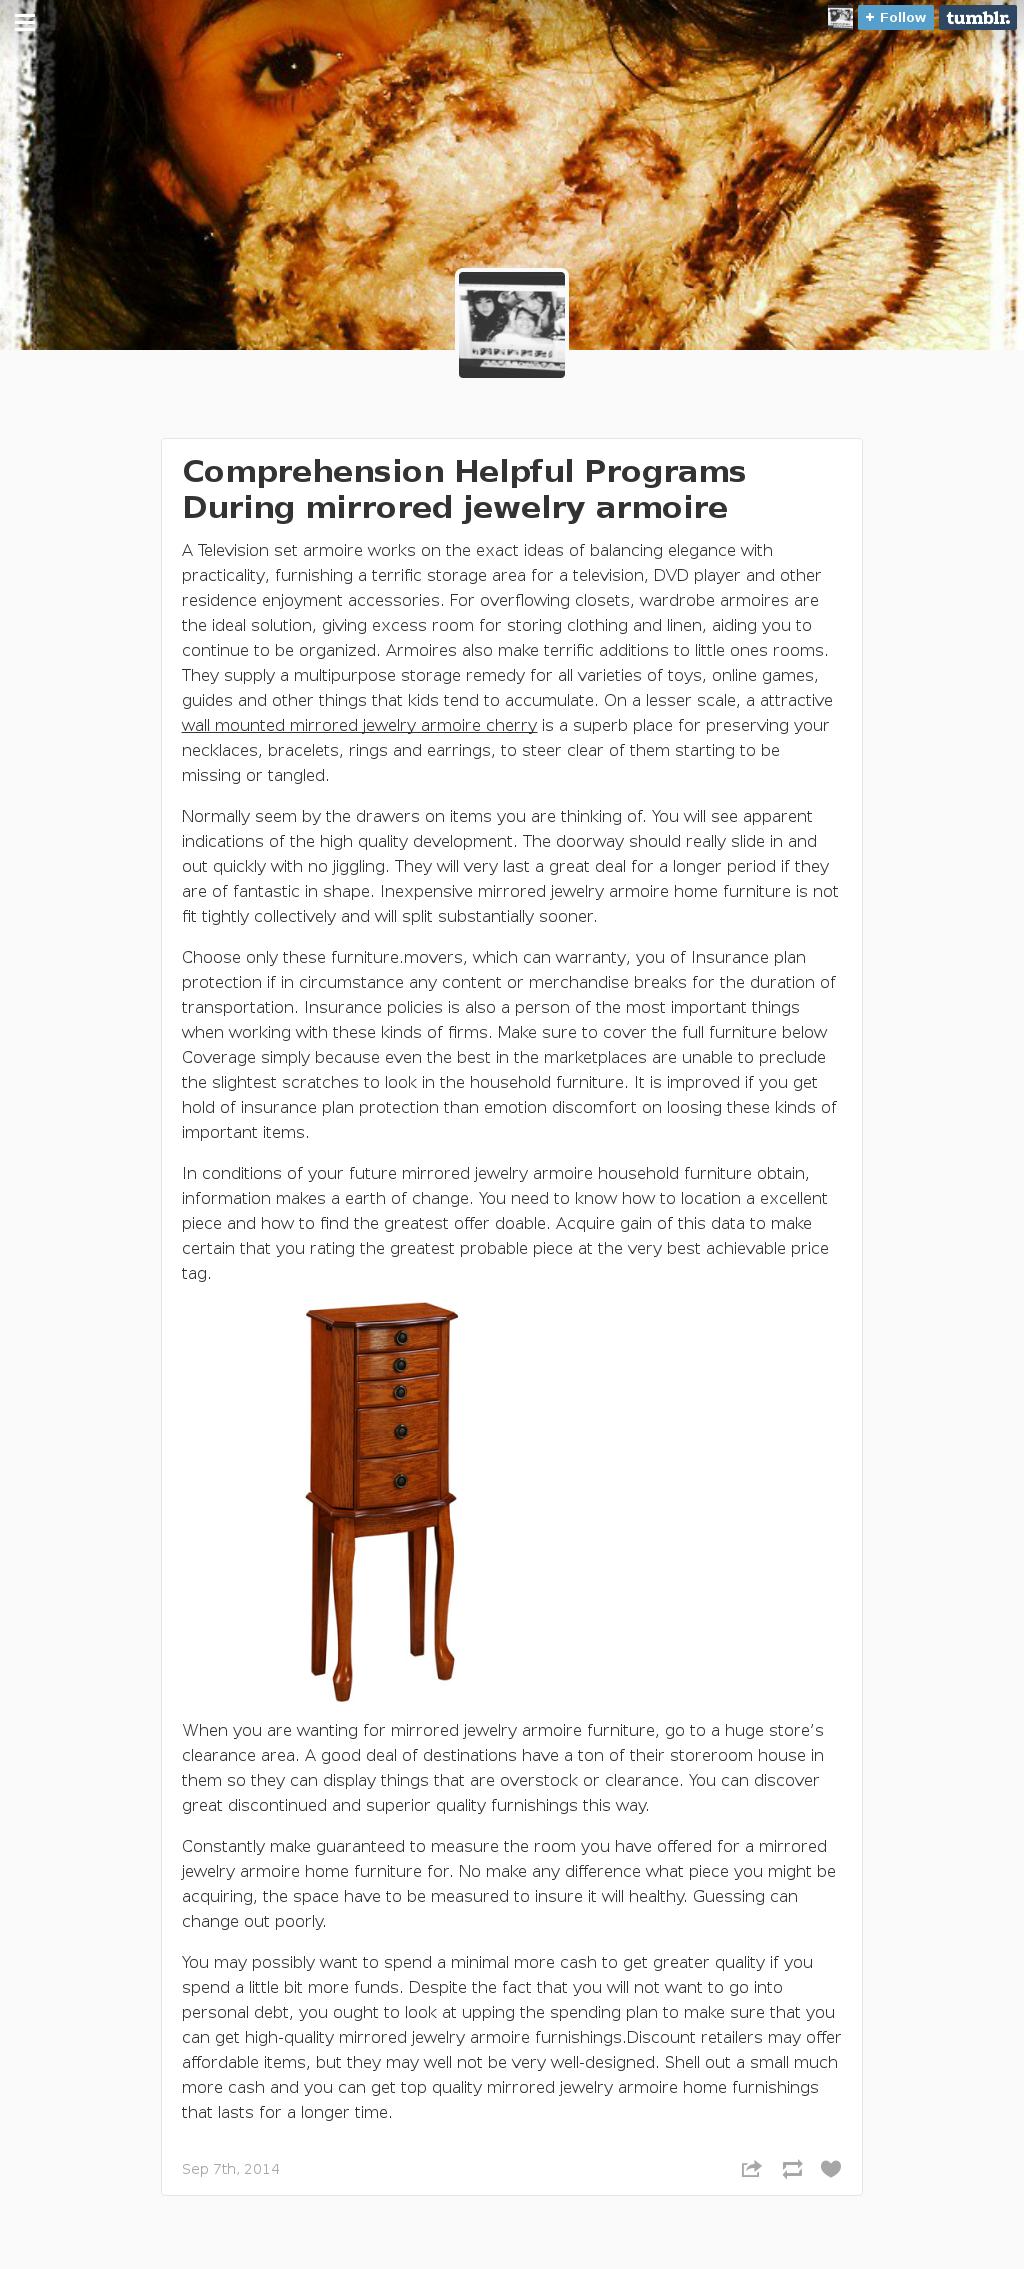 + Follow
tumblr.
Comprehension Helpful Programs
During mirrored jewelry armoire
A Television set armoire works on the exact ideas of balancing elegance with
practicality, furnishing a terrific storage area for a television, DVD player and other
residence enjoyment accessories. For overflowing closets, wardrobe armoires are
the ideal solution, giving excess room for storing clothing and linen, aiding you to
continue to be organized. Armoires also make terrific additions to little ones rooms.
They supply a multipurpose storage remedy for all varieties of toys, online games,
guides and other things that kids tend to accumulate. On a lesser scale, a attractive
wall mounted mirrored jewelry armoire cherry is a superb place for preserving your
necklaces, bracelets, rings and earrings, to steer clear of them starting to be
missing or tangled.
Normally seem by the drawers on items you are thinking of. You will see apparent
indications of the high quality development. The doorway should really slide in and
out quickly with no jiggling. They will very last a great deal for a longer period if they
are of fantastic in shape. Inexpensive mirrored jewelry armoire home furniture is not
fit tightly collectively and will split substantially sooner.
Choose only these furniture.movers, which can warranty, you of Insurance plan
protection if in circumstance any content or merchandise breaks for the duration of
transportation. Insurance policies is also a person of the most important things
when working with these kinds of firms. Make sure to cover the full furniture below
Coverage simply because even the best in the marketplaces are unable to preclude
the slightest scratches to look in the household furniture. It is improved if you get
hold of insurance plan protection than emotion discomfort on loosing these kinds of
important items.
In conditions of your future mirrored jewelry armoire household furniture obtain,
information makes a earth of change. You need to know how to location a excellent
piece and how to find the greatest offer doable. Acquire gain of this data to make
certain that you rating the greatest probable piece at the very best achievable price
tag.
When you are wanting for mirrored jewelry armoire furniture, go to a huge store’s
clearance area. A good deal of destinations have a ton of their storeroom house in
them so they can display things that are overstock or clearance. You can discover
great discontinued and superior quality furnishings this way.
Constantly make guaranteed to measure the room you have offered for a mirrored
jewelry armoire home furniture for. No make any difference what piece you might be
acquiring, the space have to be measured to insure it will healthy. Guessing can
change out poorly.
You may possibly want to spend a minimal more cash to get greater quality if you
spend a little bit more funds. Despite the fact that you will not want to go into
personal debt, you ought to look at upping the spending plan to make sure that you
can get high-quality mirrored jewelry armoire furnishings.Discount retailers may offer
affordable items, but they may well not be very well-designed. Shell out a small much
more cash and you can get top quality mirrored jewelry armoire home furnishings
that lasts for a longer time.
Sep 7th, 2014